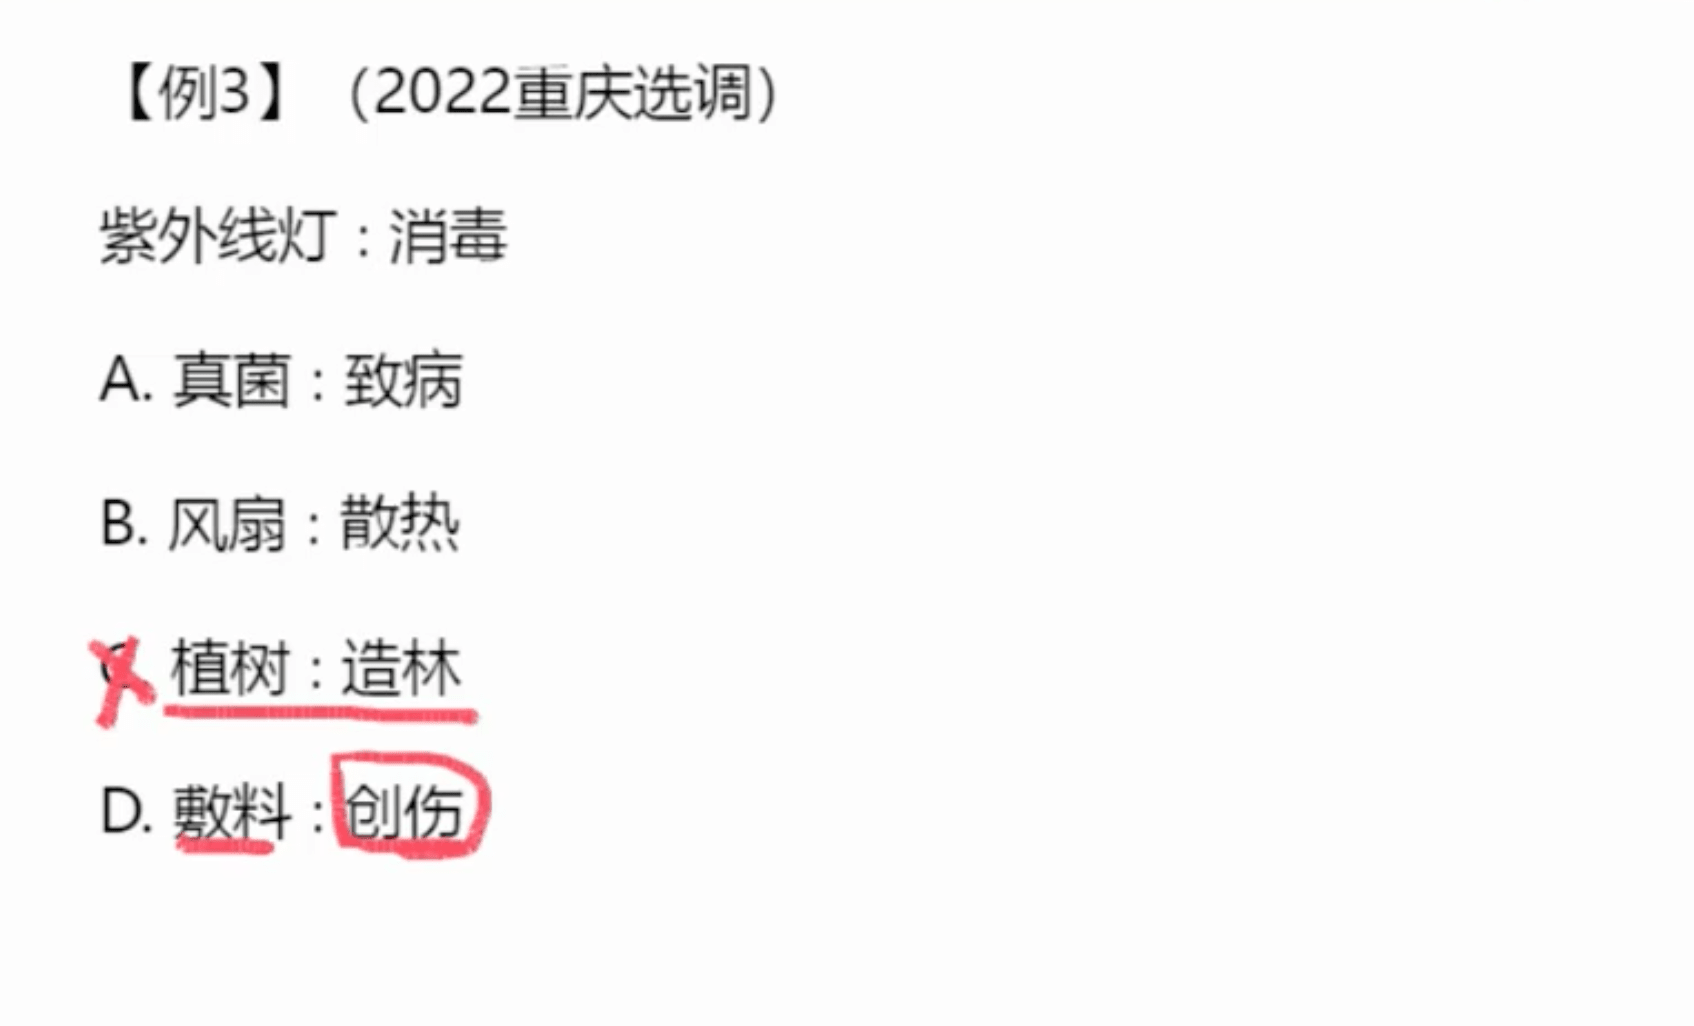 【例3】（2022重庆选调）
紫外线灯：消毒
A. 真菌：致病
B. 风扇：散热
C. 植树：造林
D. 敷料：创伤